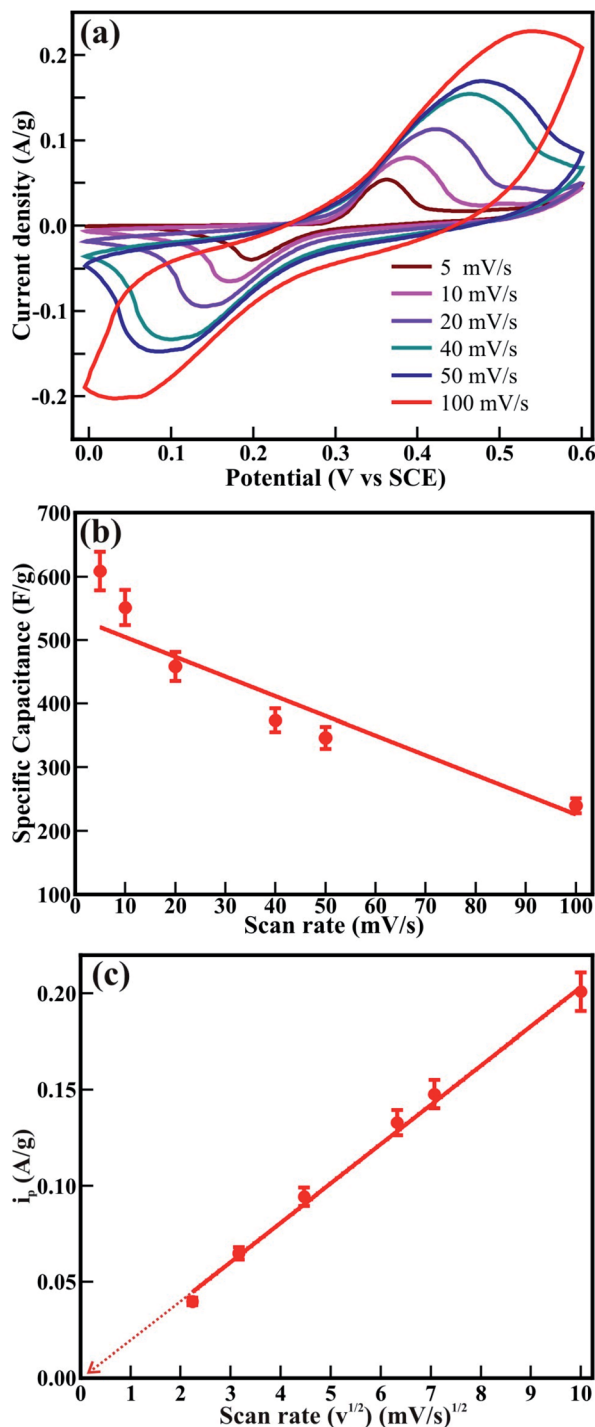 (a)
Current density (A/g)
0.2
0.1
0.0
-0.1
-0.2
5 mV/s
10 mV/s
20 mV/s
40 mV/s
50 mV/s
100 mV/s
0.0 0.1 0.2 0.3 0.4 0.5 0.6
Potential (V vs SCE)
(b)
Specific Capacitance (F/g)
700
600
500
400
300
200
100
0 10 20 30 40 50 60 70 80 90 100
Scan rate (mV/s)
(c)
i_p (A/g)
0.20
0.15
0.10
0.05
0.00
0 1 2 3 4 5 6 7 8 9 10
Scan rate (v^1/2) (mV/s)^1/2